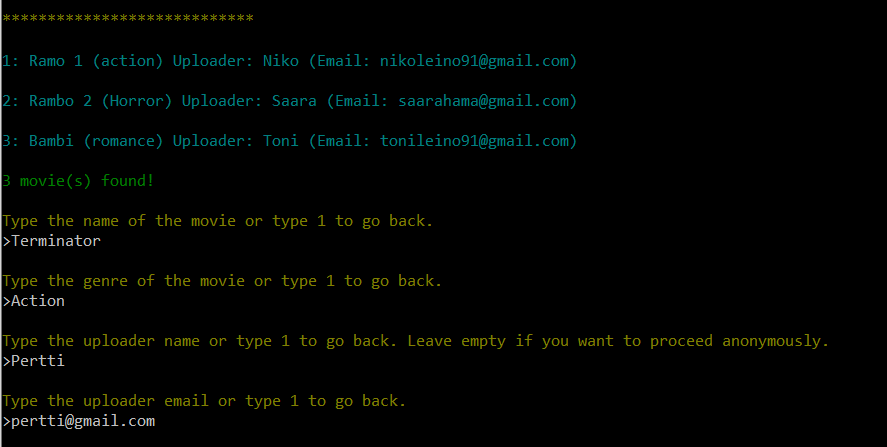 ****************************
1: Ramo 1 (action) Uploader: Niko (Email: nikoleino91@gmail.com)
2: Rambo 2 (Horror) Uploader: Saara (Email: saarahama@gmail.com)
3: Bambi (romance) Uploader: Toni (Email: tonileino91@gmail.com)
3 movie(s) found!
Type the name of the movie or type 1 to go back.
>Terminator
Type the genre of the movie or type 1 to go back.
>Action
Type the uploader name or type 1 to go back. Leave empty if you want to proceed anonymously.
>Pertti
Type the uploader email or type 1 to go back.
>pertti@gmail.com